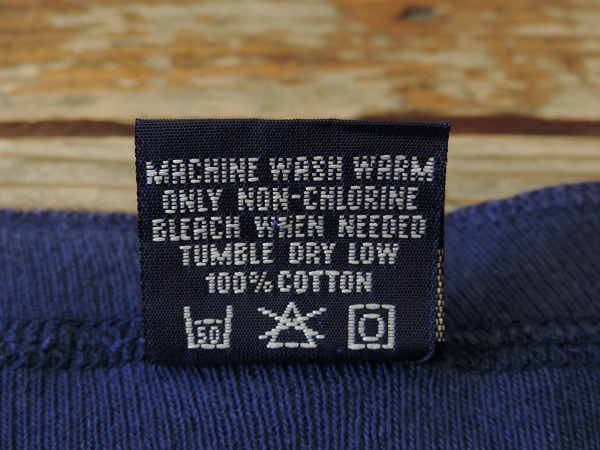 MACHINE WASH WARM
ONLY NON-CHLORINE
BLEACH WHEN NEEDED
TUMBLE DRY LOW
100% COTTON
50